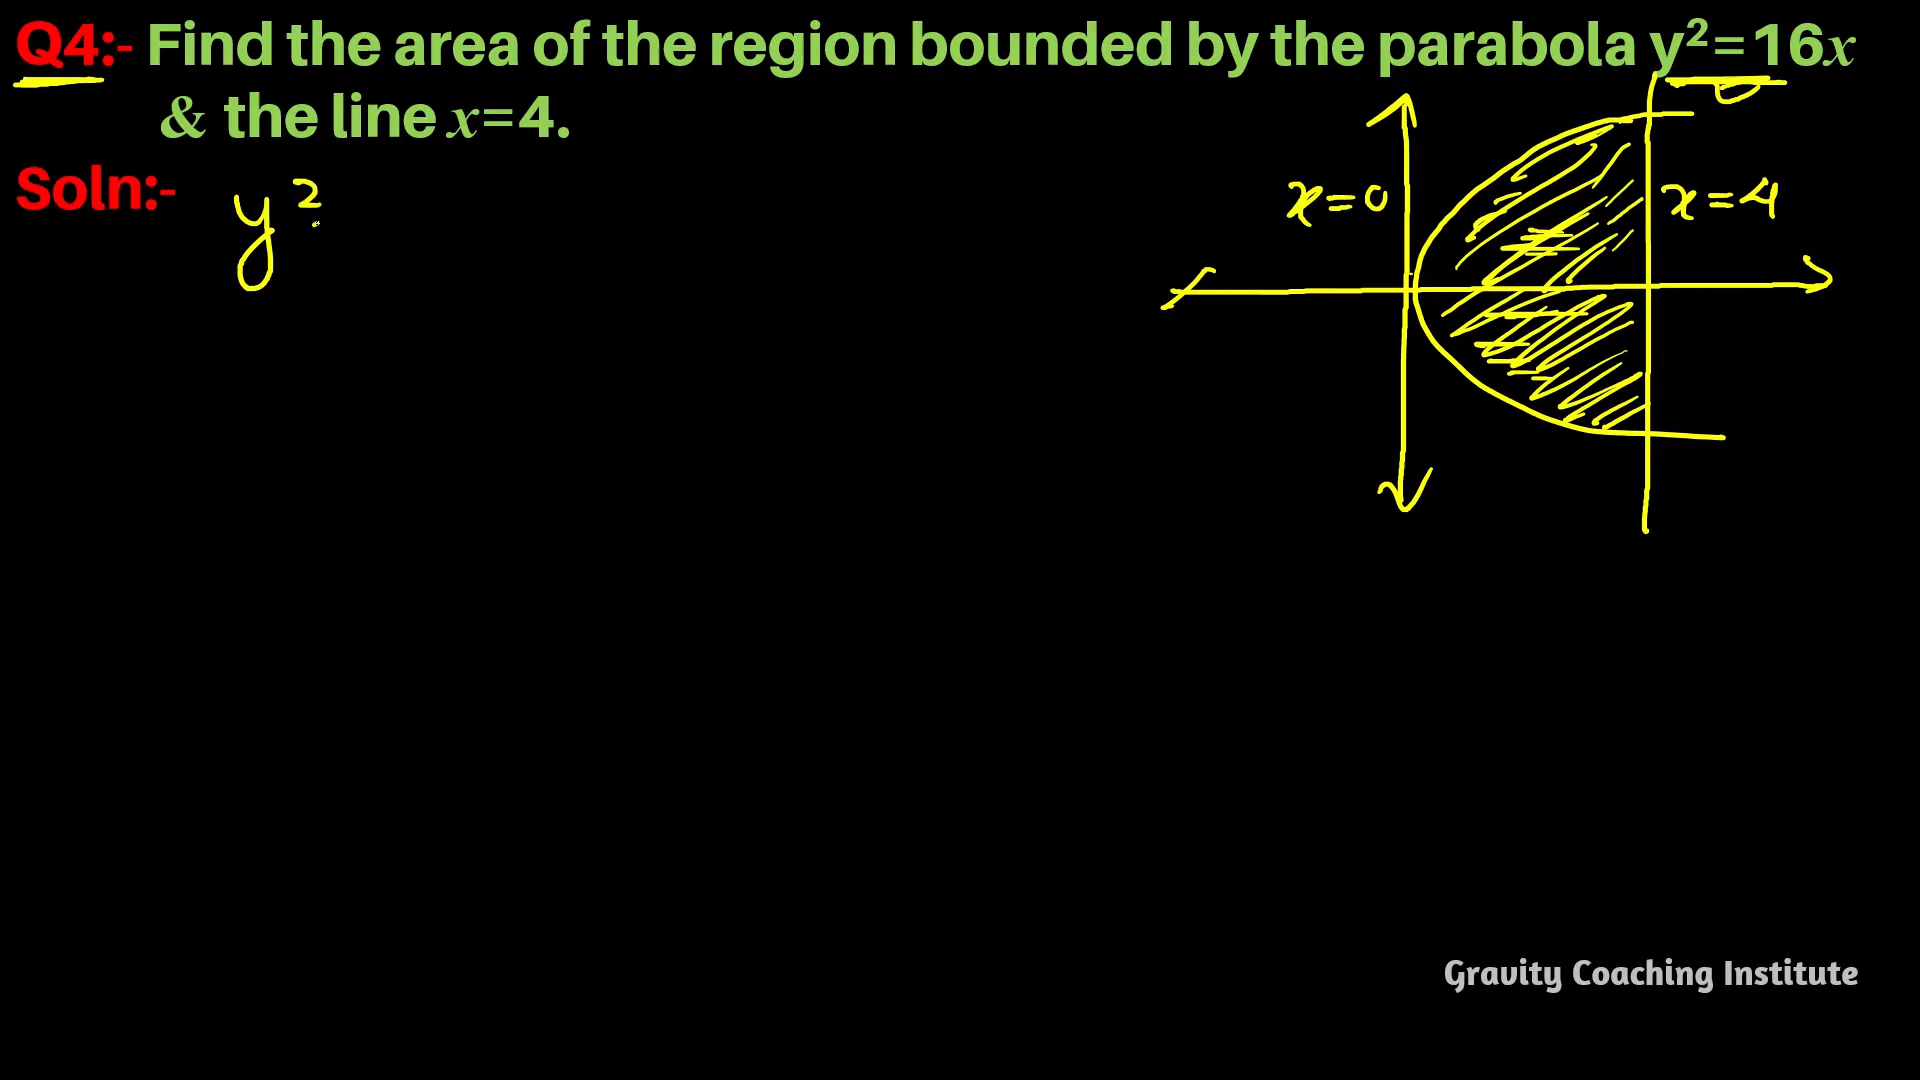 Q4:- Find the area of the region bounded by the parabola y²=16x
& the line x=4.
Soln:- y²
x=0
x=4
Gravity Coaching Institute